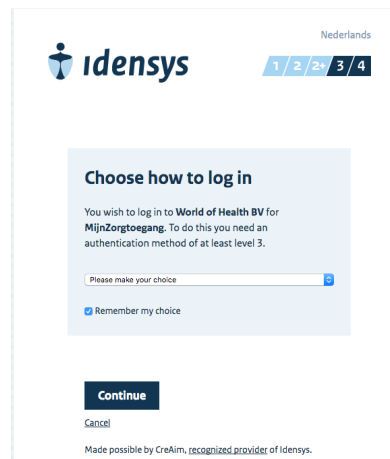 Nederlands
idensys
1 / 2 / 2+ / 3 / 4
Choose how to log in
You wish to log in to World of Health BV for
MijnZorgtoegang. To do this you need an
authentication method of at least level 3.
Please make your choice
Remember my choice
Continue
Cancel
Made possible by CreAim, recognized provider of Idensys.